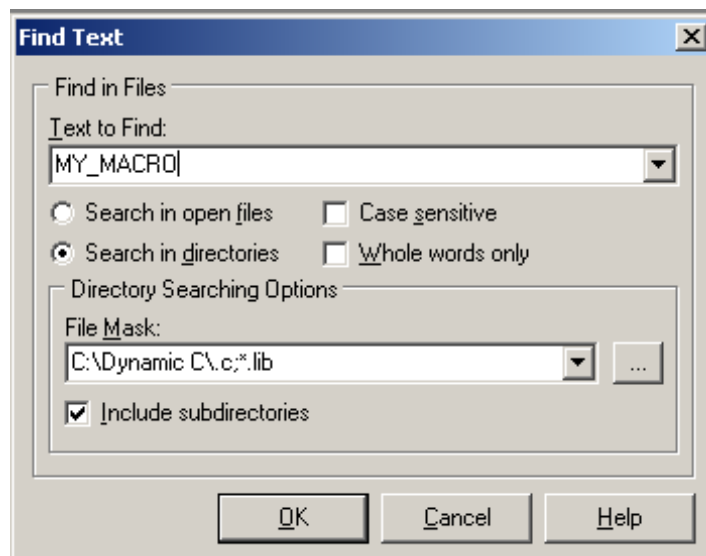 Find Text
Find in Files
Text to Find:
MY_MACRO
Search in open files Case sensitive
Search in directories Whole words only
Directory Searching Options
File Mask:
C:\Dynamic C\.c;*.lib ...
Include subdirectories
OK Cancel Help